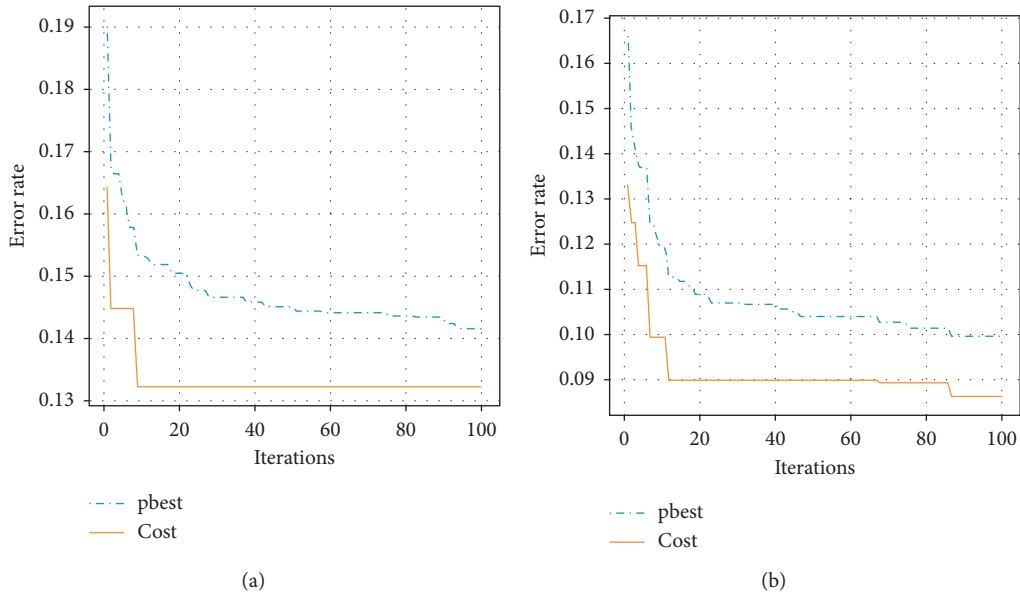 0.19
0.18
0.17
0.16
0.15
0.14
0.13
Error rate
0 20 40 60 80 100
Iterations
pbest
Cost
(a)
0.17
0.16
0.15
0.14
0.13
0.12
0.11
0.10
0.09
Error rate
0 20 40 60 80 100
Iterations
pbest
Cost
(b)